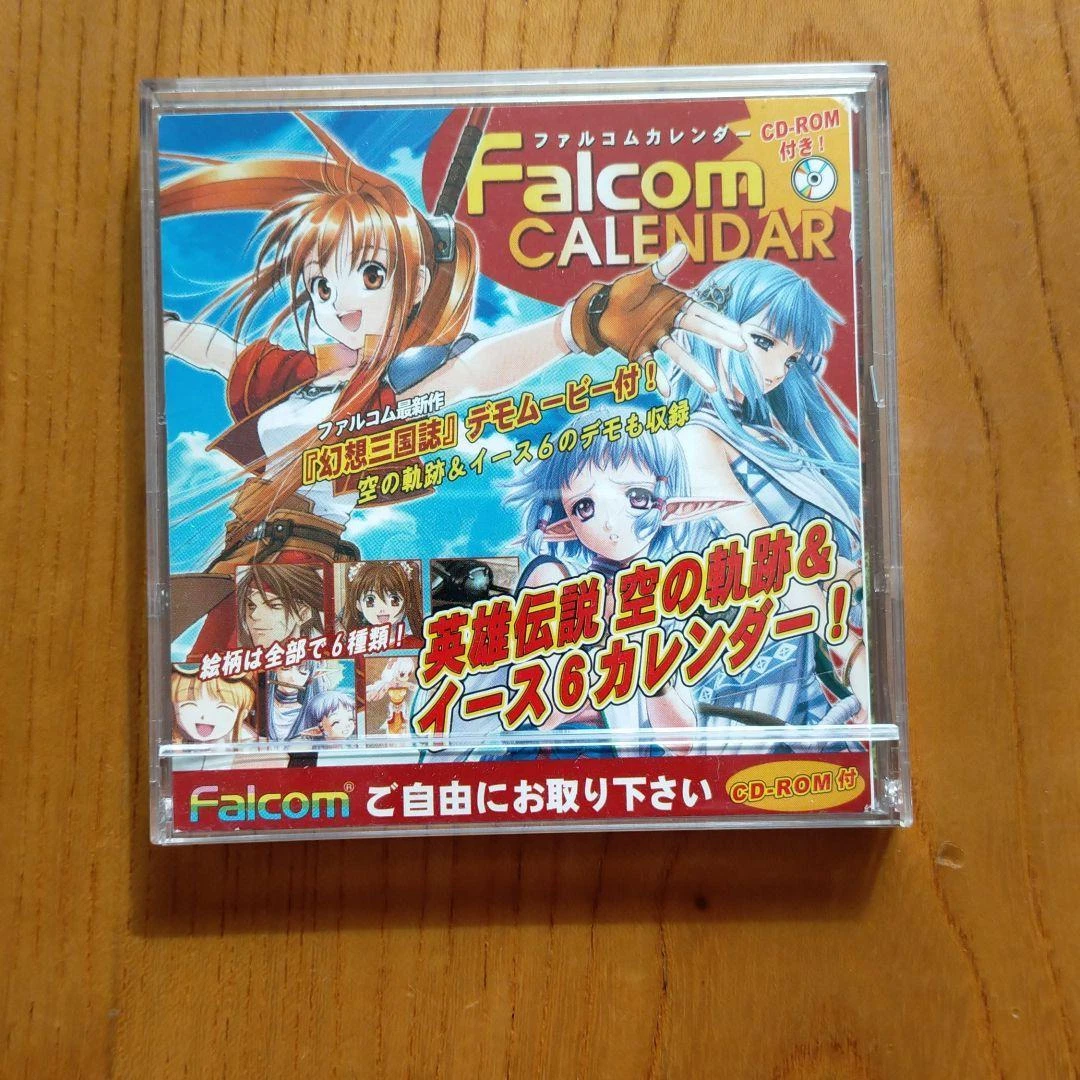 ファルコムカレンダー
Falcom
CALENDAR
CD-ROM
付き！
ファルコム最新作
『幻想三国誌』デモムービー付！
空の軌跡＆イース6のデモも収録
英雄伝説 空の軌跡＆
イース6カレンダー！
絵柄は全部で6種類！
Falcom® ご自由にお取り下さい CD-ROM付